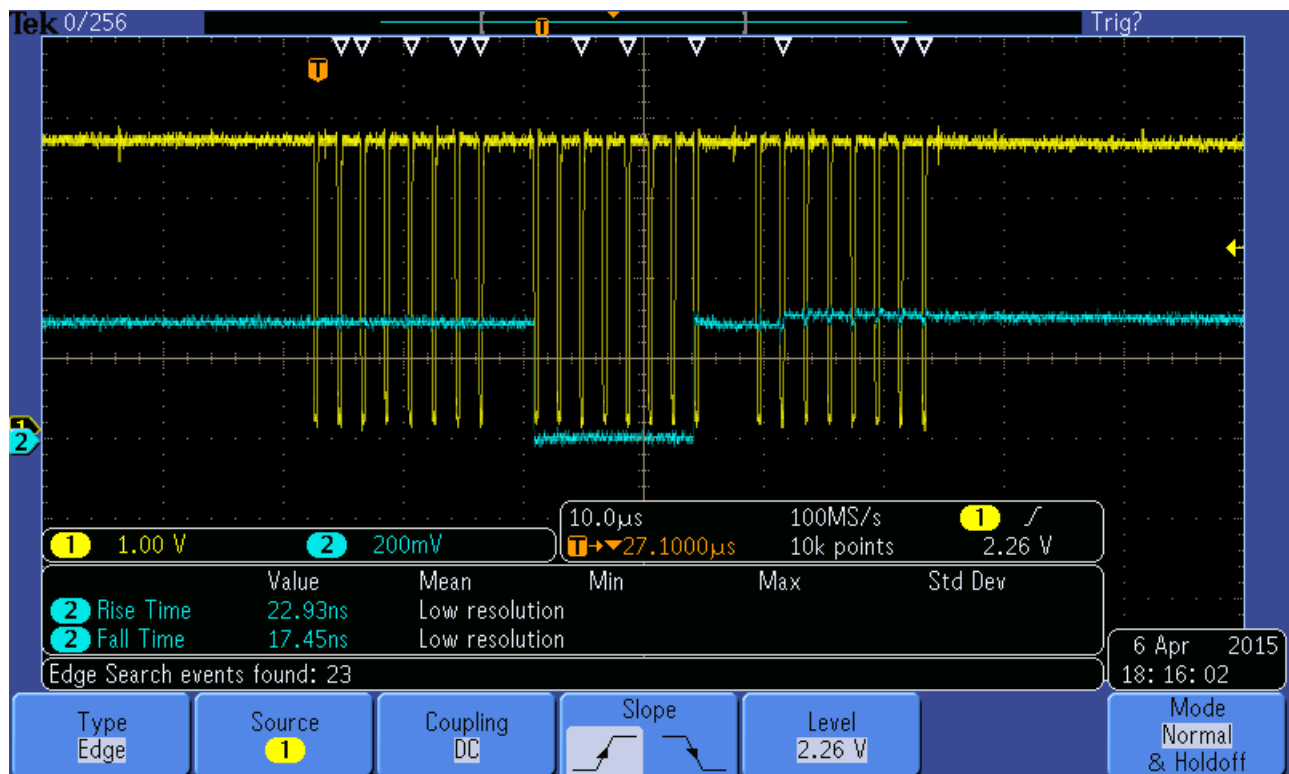 Tek 0/256 Trig?
T
T
1
2
1 1.00 V 2 200mV
10.0µs 100MS/s 1
T→▼27.1000µs 10k points 2.26 V
Value Mean Min Max Std Dev
2 Rise Time 22.93ns Low resolution
2 Fall Time 17.45ns Low resolution
Edge Search events found: 23
6 Apr 2015
18:16:02
Type
Edge
Source
1
Coupling
DC
Slope
Level
2.26 V
Mode
Normal
& Holdoff